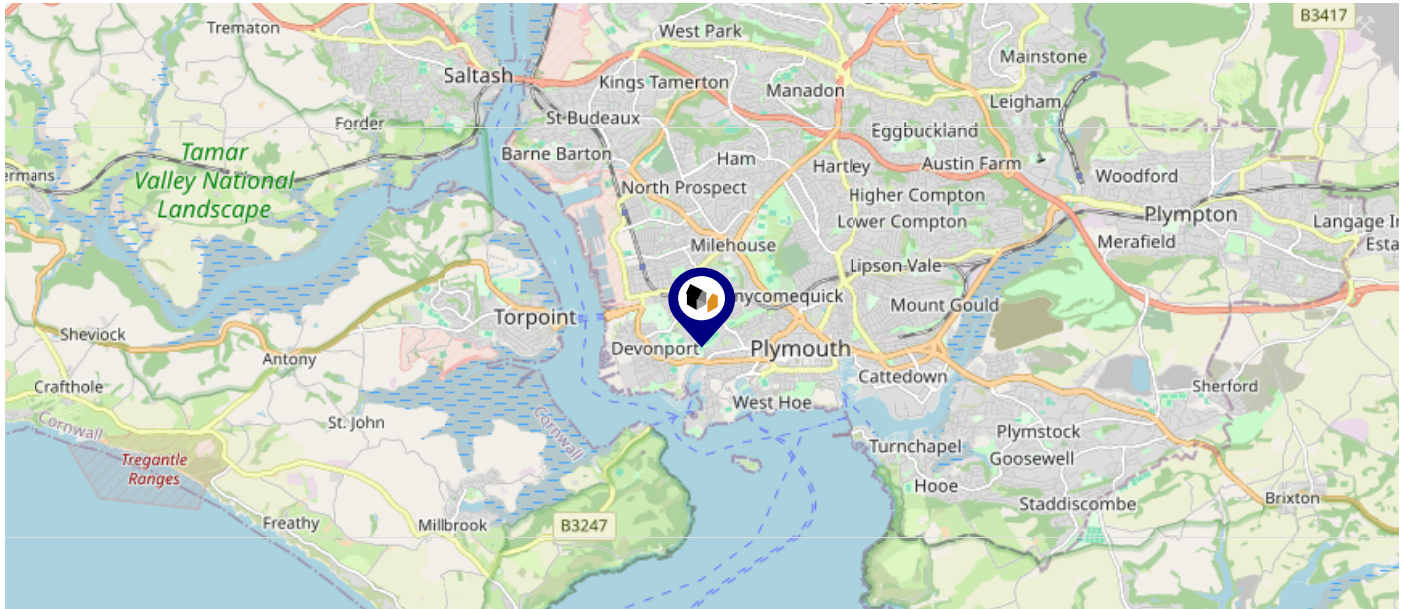 B3417
Trematon
West Park
Mainstone
Saltash
Kings Tamerton
Manadon
Leigham
St Budeaux
Forder
Eggbuckland
Tamar
Valley National
Landscape
Barne Barton
Ham
Hartley
Austin Farm
ermans
Woodford
North Prospect
Higher Compton
Plympton
Lower Compton
Langage In
Esta
Milehouse
Merafield
Lipson Vale
nycomequick
Mount Gould
Torpoint
Sheviock
Devonport
Plymouth
Antony
Cattedown
Crafthole
Sherford
West Hoe
Cornwall
St. John
Cornwall
Plymstock
Turnchapel
Goosewell
Tregantle
Ranges
Hooe
Staddiscombe
Brixton
Freathy
Millbrook
B3247